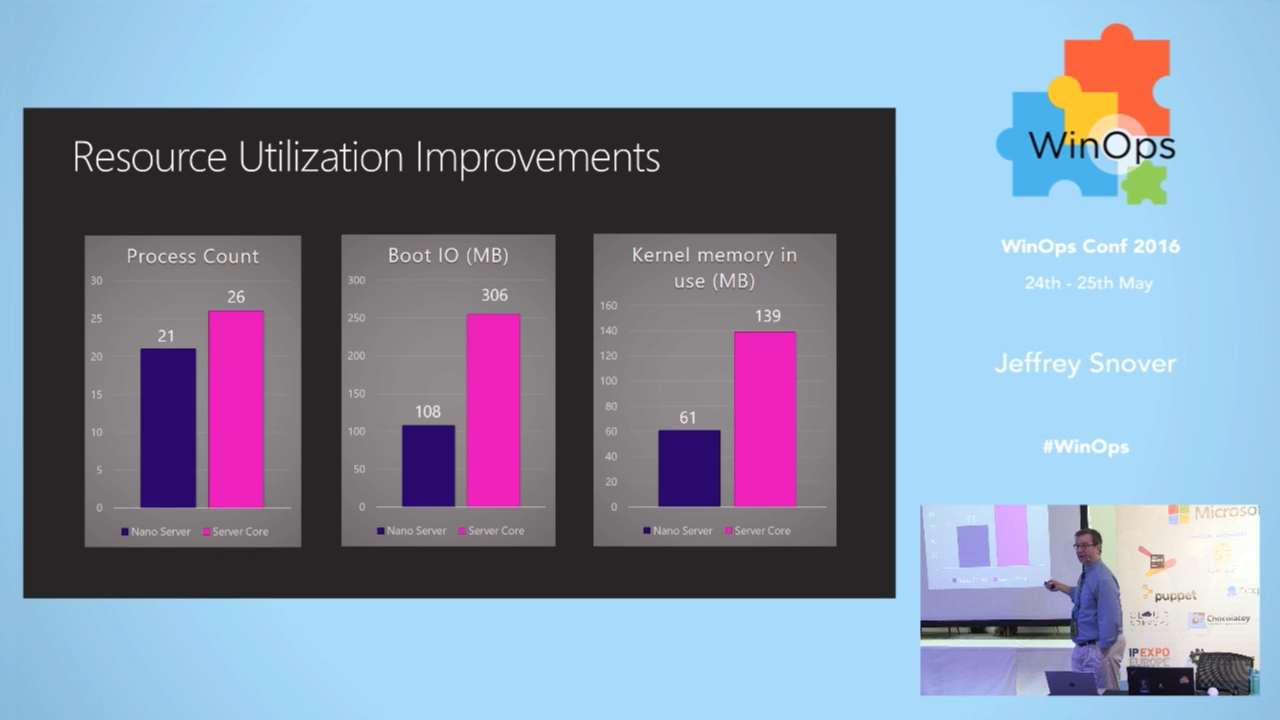 Resource Utilization Improvements
Process Count
30
25
20
15
10
5
0
21
26
Nano Server
Server Core
Boot IO (MB)
300
250
200
150
100
50
0
108
306
Nano Server
Server Core
Kernel memory in
use (MB)
160
140
120
100
80
60
40
20
0
61
139
Nano Server
Server Core
WinOps
WinOps Conf 2016
24th - 25th May
Jeffrey Snover
#WinOps
puppet
Chocolatey
IP EXPO
EUROPE